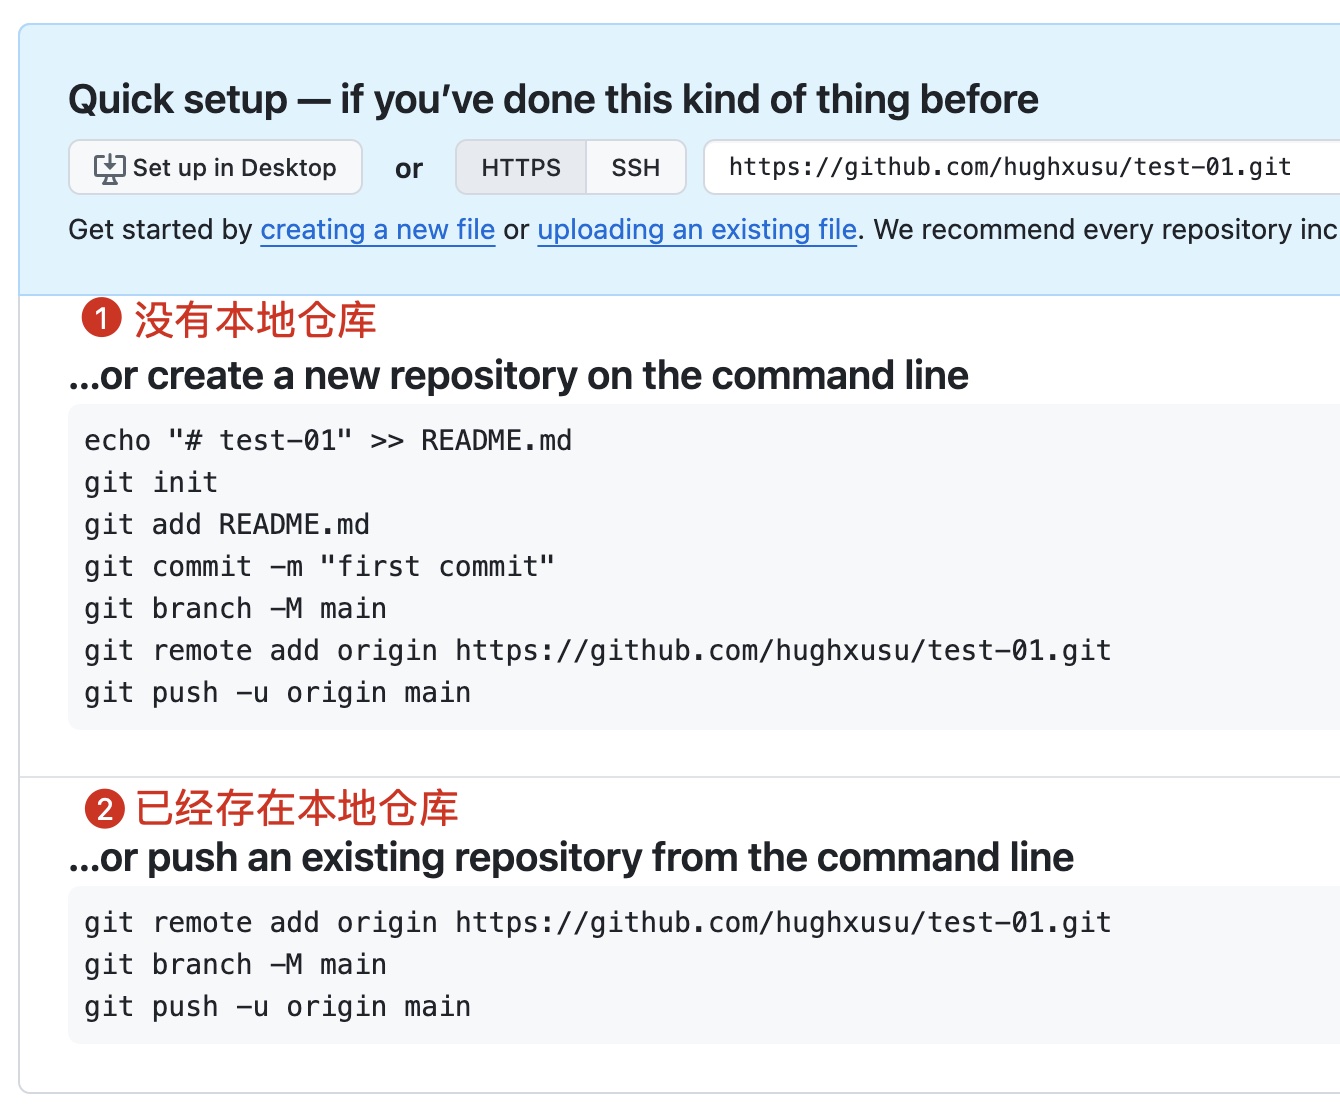 Quick setup — if you’ve done this kind of thing before
Set up in Desktop or HTTPS SSH https://github.com/hughxusu/test-01.git
Get started by creating a new file or uploading an existing file. We recommend every repository inc
1 没有本地仓库
...or create a new repository on the command line
echo "# test-01" >> README.md
git init
git add README.md
git commit -m "first commit"
git branch -M main
git remote add origin https://github.com/hughxusu/test-01.git
git push -u origin main
2 已经存在本地仓库
...or push an existing repository from the command line
git remote add origin https://github.com/hughxusu/test-01.git
git branch -M main
git push -u origin main